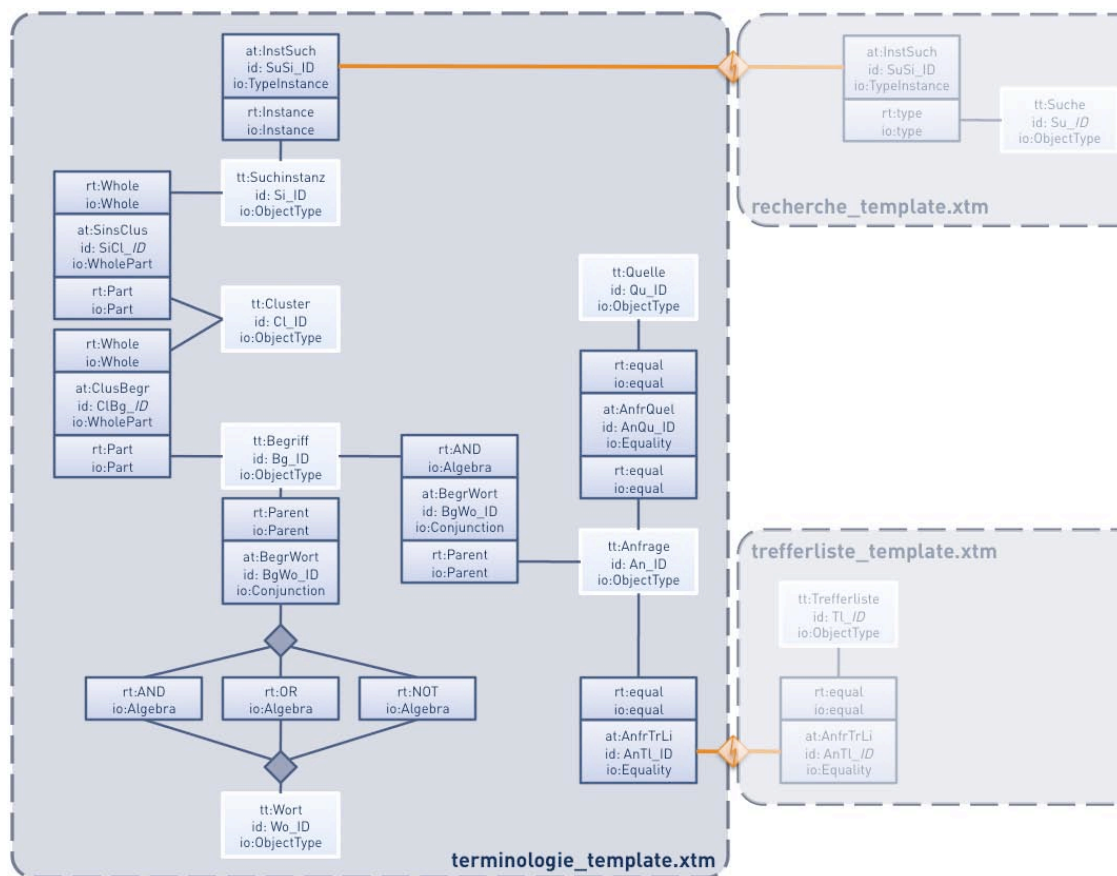 at:InstSuch
id: SuSi_ID
io:TypeInstance
rt:Instance
io:Instance
tt:Suchinstanz
id: Si_ID
io:ObjectType
rt:Whole
io:Whole
at:SinsClus
id: SiCl_ID
io:WholePart
rt:Part
io:Part
tt:Cluster
id: Cl_ID
io:ObjectType
rt:Whole
io:Whole
at:ClusBegr
id: ClBg_ID
io:WholePart
rt:Part
io:Part
tt:Begriff
id: Bg_ID
io:ObjectType
rt:Parent
io:Parent
at:BegrWort
id: BgWo_ID
io:Conjunction
rt:AND
io:Algebra
rt:OR
io:Algebra
rt:NOT
io:Algebra
tt:Wort
id: Wo_ID
io:ObjectType
rt:AND
io:Algebra
at:BegrWort
id: BgWo_ID
io:Conjunction
rt:Parent
io:Parent
tt:Quelle
id: Qu_ID
io:ObjectType
rt:equal
io:equal
at:AnfrQuel
id: AnQu_ID
io:Equality
rt:equal
io:equal
tt:Anfrage
id: An_ID
io:ObjectType
rt:equal
io:equal
at:AnfrTrLi
id: AnTl_ID
io:Equality
terminologie_template.xtm
at:InstSuch
id: SuSi_ID
io:TypeInstance
rt:type
io:type
tt:Suche
id: Su_ID
io:ObjectType
recherche_template.xtm
trefferliste_template.xtm
tt:Trefferliste
id: Tl_ID
io:ObjectType
rt:equal
io:equal
at:AnfrTrLi
id: AnTl_ID
io:Equality